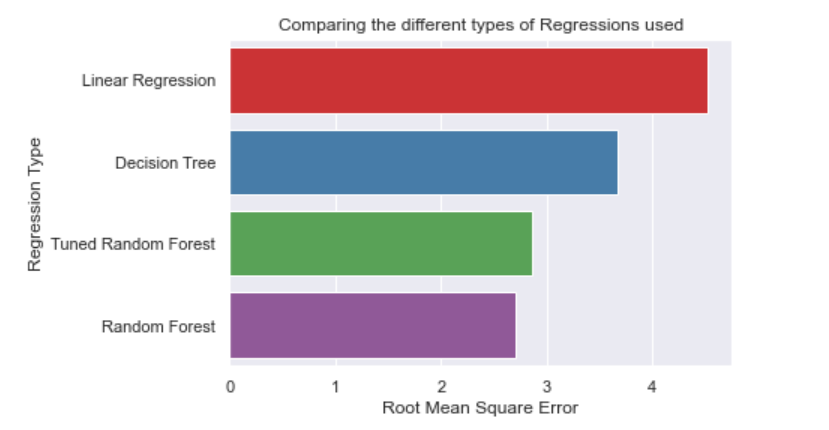 Comparing the different types of Regressions used
Regression Type
Linear Regression
Decision Tree
Tuned Random Forest
Random Forest
0 1 2 3 4
Root Mean Square Error